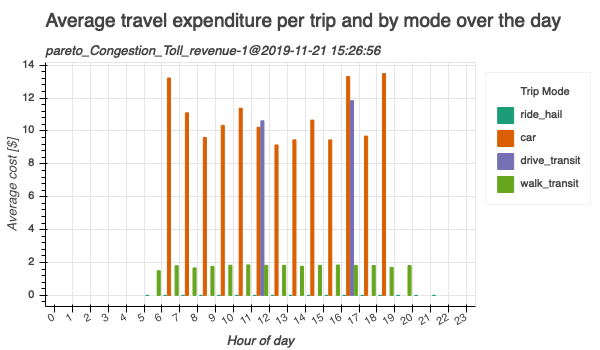 Average travel expenditure per trip and by mode over the day
pareto_Congestion_Toll_revenue-1@2019-11-21 15:26:56
14
12
10
8
6
4
2
0
Average cost [$]
0 1 2 3 4 5 6 7 8 9 10 11 12 13 14 15 16 17 18 19 20 21 22 23
Hour of day
Trip Mode
ride_hail
car
drive_transit
walk_transit